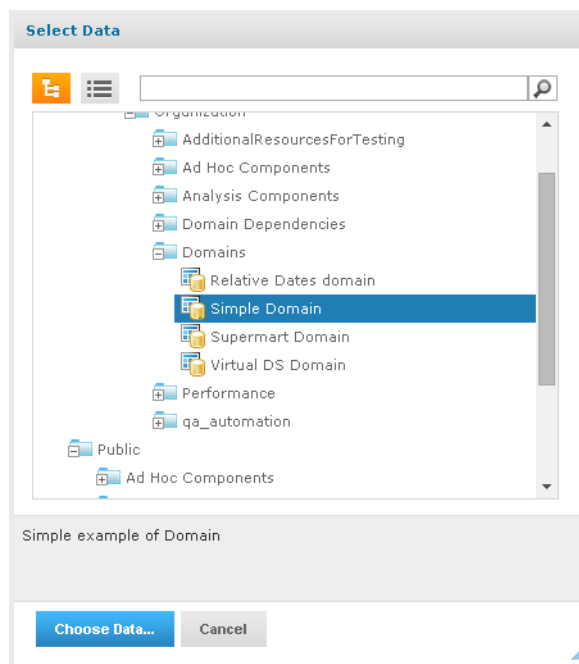 Select Data
Organization
AdditionalResourcesForTesting
Ad Hoc Components
Analysis Components
Domain Dependencies
Domains
Relative Dates domain
Simple Domain
Supermart Domain
Virtual DS Domain
Performance
qa_automation
Public
Ad Hoc Components
Simple example of Domain
Choose Data... Cancel